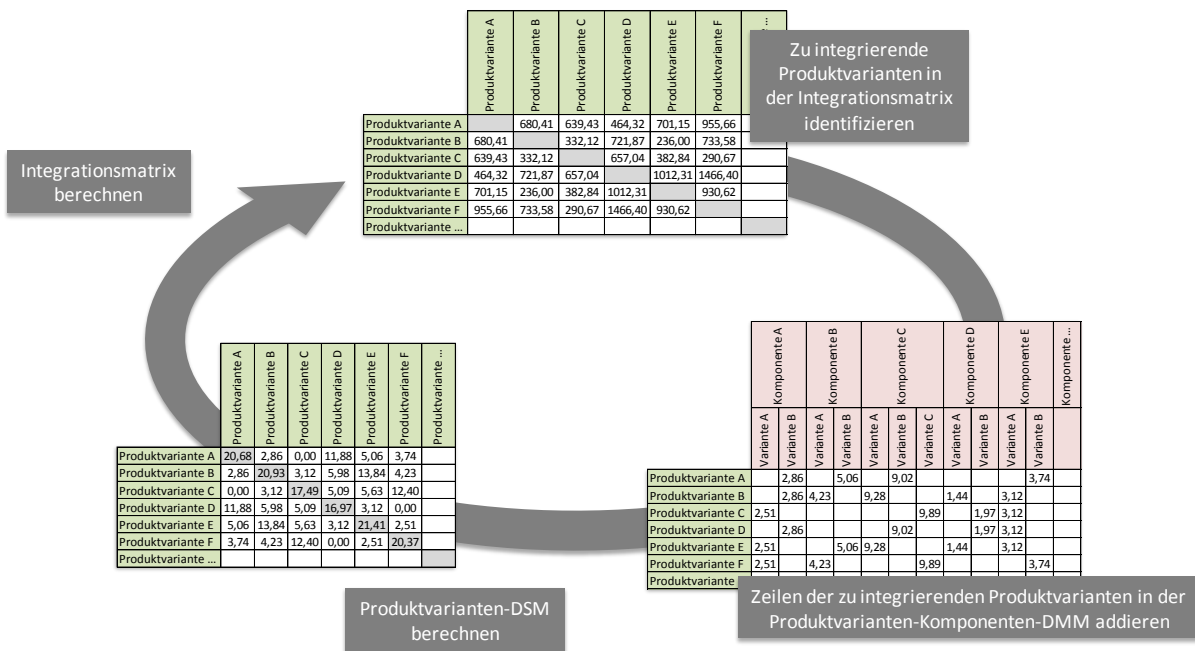 Produktvariante A
Produktvariante B
Produktvariante C
Produktvariante D
Produktvariante E
Produktvariante F
Produktvariante A 680,41 639,43 464,32 701,15 955,66
Produktvariante B 680,41 332,12 721,87 236,00 733,58
Produktvariante C 639,43 332,12 657,04 382,84 290,67
Produktvariante D 464,32 721,87 657,04 1012,31 1466,40
Produktvariante E 701,15 236,00 382,84 1012,31 930,62
Produktvariante F 955,66 733,58 290,67 1466,40 930,62
Produktvariante ...
Zu integrierende
Produktvarianten in
der Integrationsmatrix
identifizieren
Integrationsmatrix
berechnen
Produktvariante A
Produktvariante B
Produktvariante C
Produktvariante D
Produktvariante E
Produktvariante F
Produktvariante ...
Produktvariante A 20,68 2,86 0,00 11,88 5,06 3,74
Produktvariante B 2,86 20,93 3,12 5,98 13,84 4,23
Produktvariante C 0,00 3,12 17,49 5,09 5,63 12,40
Produktvariante D 11,88 5,98 5,09 16,97 3,12 0,00
Produktvariante E 5,06 13,84 5,63 3,12 21,41 2,51
Produktvariante F 3,74 4,23 12,40 0,00 2,51 20,37
Produktvariante ...
Komponente A
Komponente B
Komponente C
Komponente D
Komponente E
Komponente ...
Variante A
Variante B
Variante A
Variante B
Variante A
Variante B
Variante C
Variante A
Variante B
Variante A
Variante B
Produktvariante A 2,86 5,06 9,02 3,74
Produktvariante B 2,86 4,23 9,28 1,44 3,12
Produktvariante C 2,51 9,89 1,97 3,12
Produktvariante D 2,86 9,02 1,97 3,12
Produktvariante E 2,51 5,06 9,28 1,44 3,12
Produktvariante F 2,51 4,23 9,89 3,74
Produktvariante
Zeilen der zu integrierenden Produktvarianten in der
Produktvarianten-Komponenten-DMM addieren
Produktvarianten-DSM
berechnen